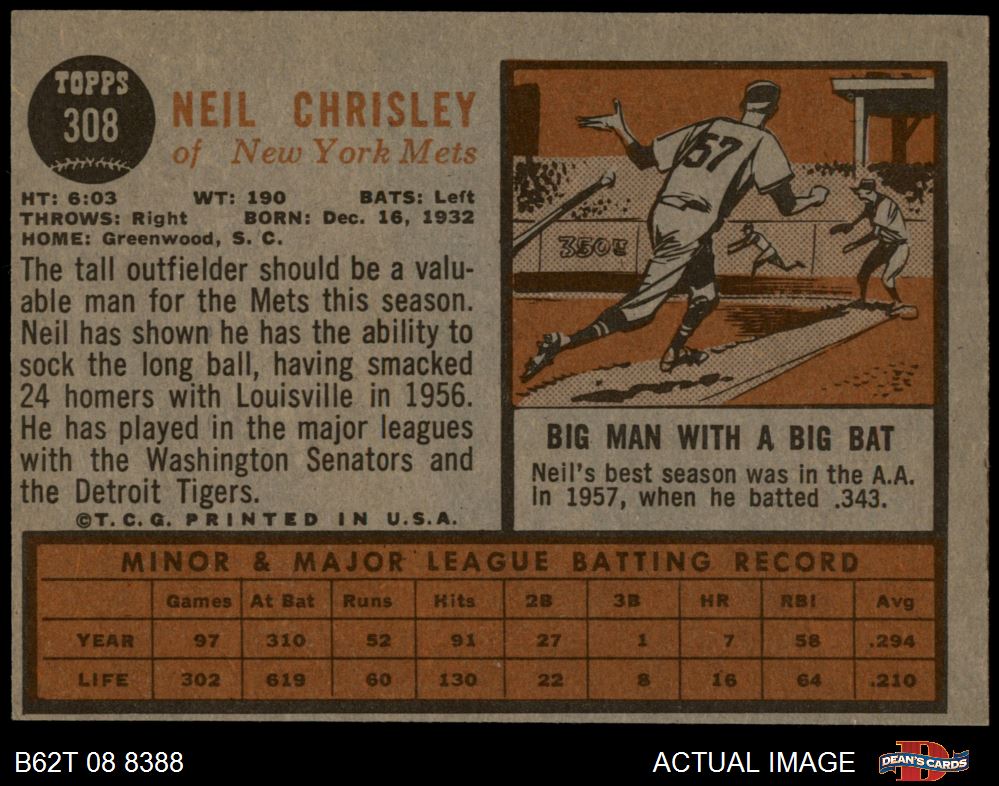 TOPPS
308
NEIL CHRISLEY
of New York Mets
HT: 6:03 WT: 190 BATS: Left
THROWS: Right BORN: Dec. 16, 1932
HOME: Greenwood, S. C.
The tall outfielder should be a valu-
able man for the Mets this season.
Neil has shown he has the ability to
sock the long ball, having smacked
24 homers with Louisville in 1956.
He has played in the major leagues
with the Washington Senators and
the Detroit Tigers.
©T.C.G. PRINTED IN U.S.A.
57
350
BIG MAN WITH A BIG BAT
Neil's best season was in the A.A.
in 1957, when he batted .343.
MINOR & MAJOR LEAGUE BATTING RECORD
Games At Bat Runs Hits 2B 3B HR RBI Avg
YEAR 97 310 52 91 27 1 7 58 .294
LIFE 302 619 60 130 22 8 16 64 .210
B62T 08 8388
ACTUAL IMAGE
D
DEAN'S CARDS